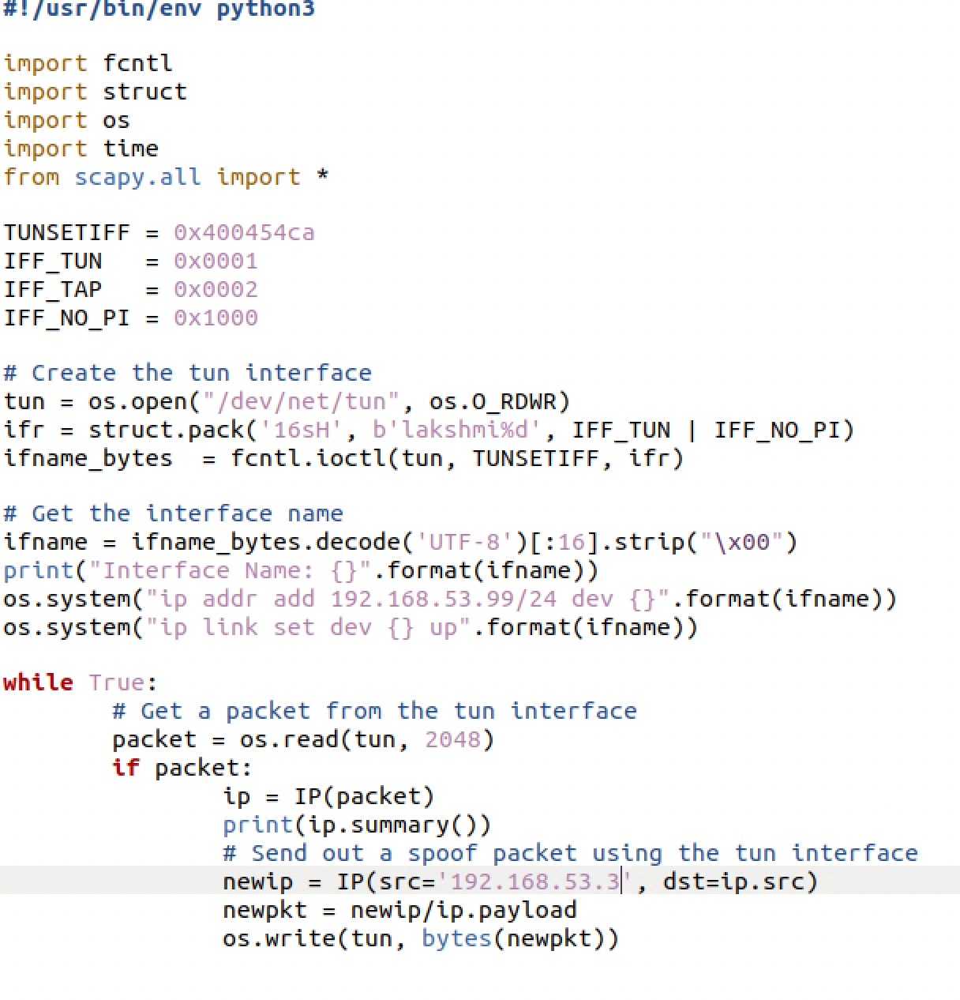 #!/usr/bin/env python3

import fcntl
import struct
import os
import time
from scapy.all import *

TUNSETIFF = 0x400454ca
IFF_TUN   = 0x0001
IFF_TAP   = 0x0002
IFF_NO_PI = 0x1000

# Create the tun interface
tun = os.open("/dev/net/tun", os.O_RDWR)
ifr = struct.pack('16sH', b'lakshmi%d', IFF_TUN | IFF_NO_PI)
ifname_bytes  = fcntl.ioctl(tun, TUNSETIFF, ifr)

# Get the interface name
ifname = ifname_bytes.decode('UTF-8')[:16].strip("\x00")
print("Interface Name: {}".format(ifname))
os.system("ip addr add 192.168.53.99/24 dev {}".format(ifname))
os.system("ip link set dev {} up".format(ifname))

while True:
        # Get a packet from the tun interface
        packet = os.read(tun, 2048)
        if packet:
                ip = IP(packet)
                print(ip.summary())
                # Send out a spoof packet using the tun interface
                newip = IP(src='192.168.53.3', dst=ip.src)
                newpkt = newip/ip.payload
                os.write(tun, bytes(newpkt))